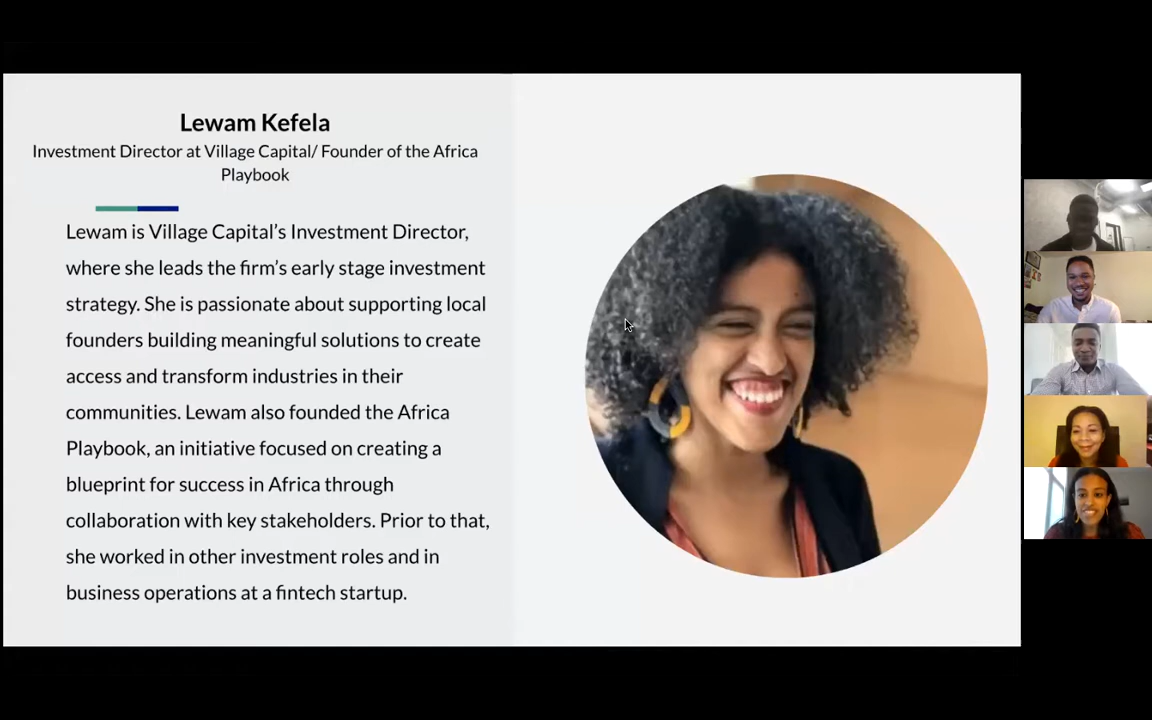 Lewam Kefela
Investment Director at Village Capital/ Founder of the Africa
Playbook
Lewam is Village Capital’s Investment Director,
where she leads the firm’s early stage investment
strategy. She is passionate about supporting local
founders building meaningful solutions to create
access and transform industries in their
communities. Lewam also founded the Africa
Playbook, an initiative focused on creating a
blueprint for success in Africa through
collaboration with key stakeholders. Prior to that,
she worked in other investment roles and in
business operations at a fintech startup.